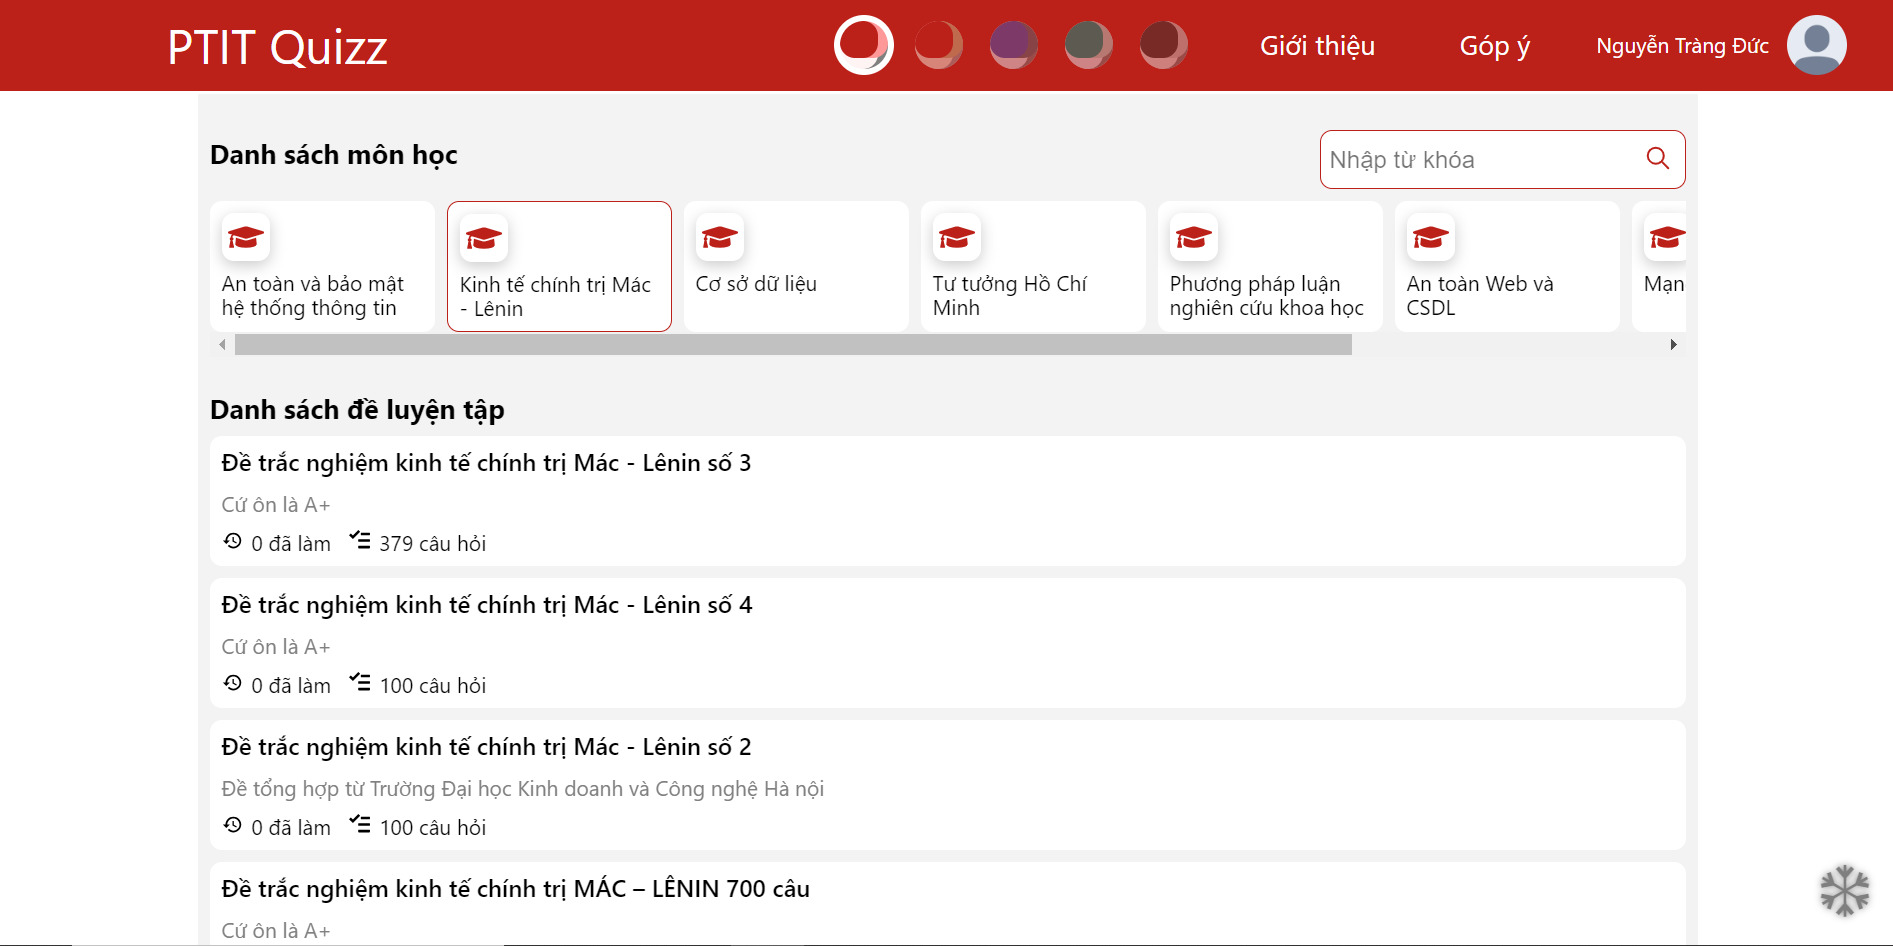 PTIT Quizz
Giới thiệu
Góp ý
Nguyễn Tràng Đức
Danh sách môn học
Nhập từ khóa
An toàn và bảo mật
hệ thống thông tin
Kinh tế chính trị Mác
- Lênin
Cơ sở dữ liệu
Tư tưởng Hồ Chí
Minh
Phương pháp luận
nghiên cứu khoa học
An toàn Web và
CSDL
Mạn
Danh sách đề luyện tập
Đề trắc nghiệm kinh tế chính trị Mác - Lênin số 3
Cứ ôn là A+
0 đã làm 379 câu hỏi
Đề trắc nghiệm kinh tế chính trị Mác - Lênin số 4
Cứ ôn là A+
0 đã làm 100 câu hỏi
Đề trắc nghiệm kinh tế chính trị Mác - Lênin số 2
Đề tổng hợp từ Trường Đại học Kinh doanh và Công nghệ Hà nội
0 đã làm 100 câu hỏi
Đề trắc nghiệm kinh tế chính trị MÁC – LÊNIN 700 câu
Cứ ôn là A+